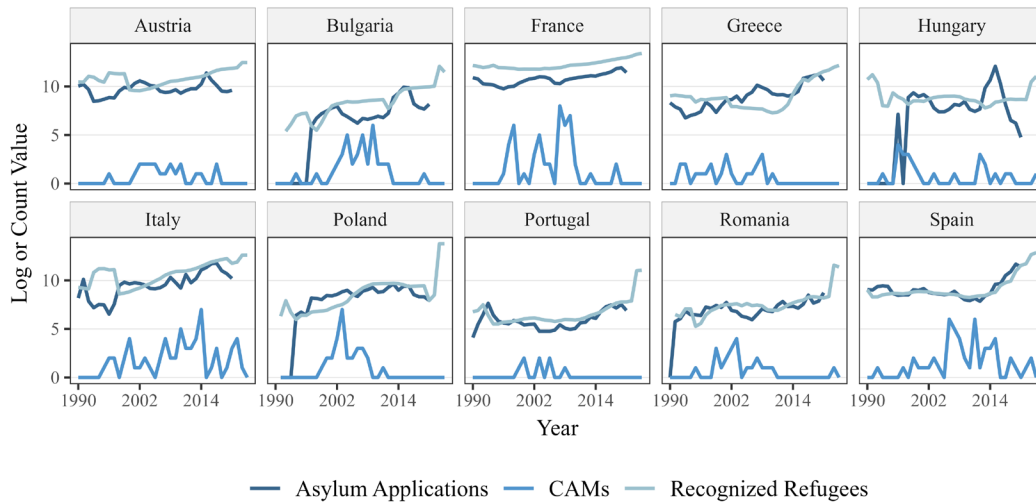 Austria Bulgaria France Greece Hungary
10
5
0
Italy Poland Portugal Romania Spain
10
5
0
1990 2002 2014 1990 2002 2014 1990 2002 2014 1990 2002 2014 1990 2002 2014
Log or Count Value
Year
Asylum Applications CAMs Recognized Refugees